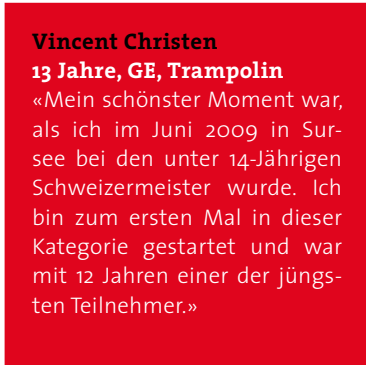 Vincent Christen
13 Jahre, GE, Trampolin
«Mein schönster Moment war,
als ich im Juni 2009 in Sur-
see bei den unter 14-Jährigen
Schweizermeister wurde. Ich
bin zum ersten Mal in dieser
Kategorie gestartet und war
mit 12 Jahren einer der jüngs-
ten Teilnehmer.»